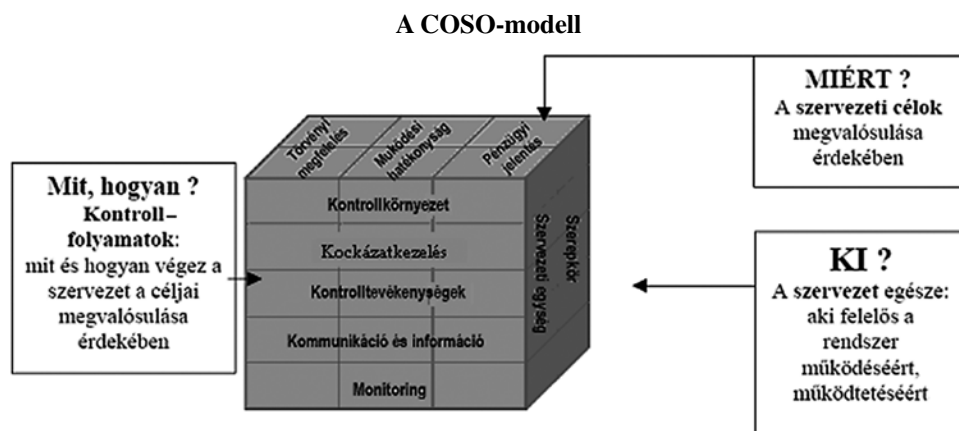 A COSO-modell
MIÉRT ?
A szervezeti célok
megvalósulása
érdekében
Törvényi
megfelelés
Mukődési
hatékonyság
Pénzügyi
jelentés
Mit, hogyan ?
Kontroll–
folyamatok:
mit és hogyan végez a
szervezet a céljai
megvalósulása
érdekében
Kontrollkörnyezet
Kockázatkezelés
Kontrolltevékenységek
Kommunikáció és információ
Monitoring
Szervezeti egység
Szerepkör
KI ?
A szervezet egésze:
aki felelős a
rendszer
működéséért,
működtetéséért